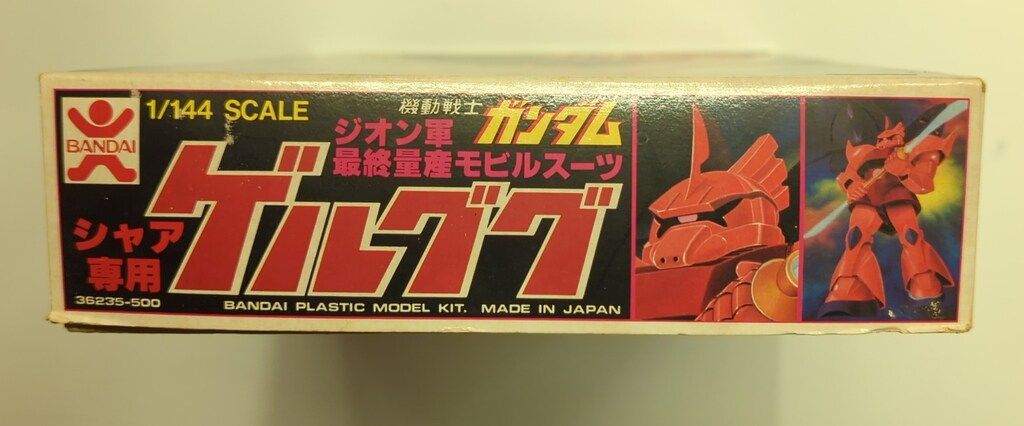 BANDAI
1/144 SCALE
機動戦士 ガンダム
ジオン軍
最終量産モビルスーツ
シャア
専用
ゲルググ
36235-500
BANDAI PLASTIC MODEL KIT. MADE IN JAPAN